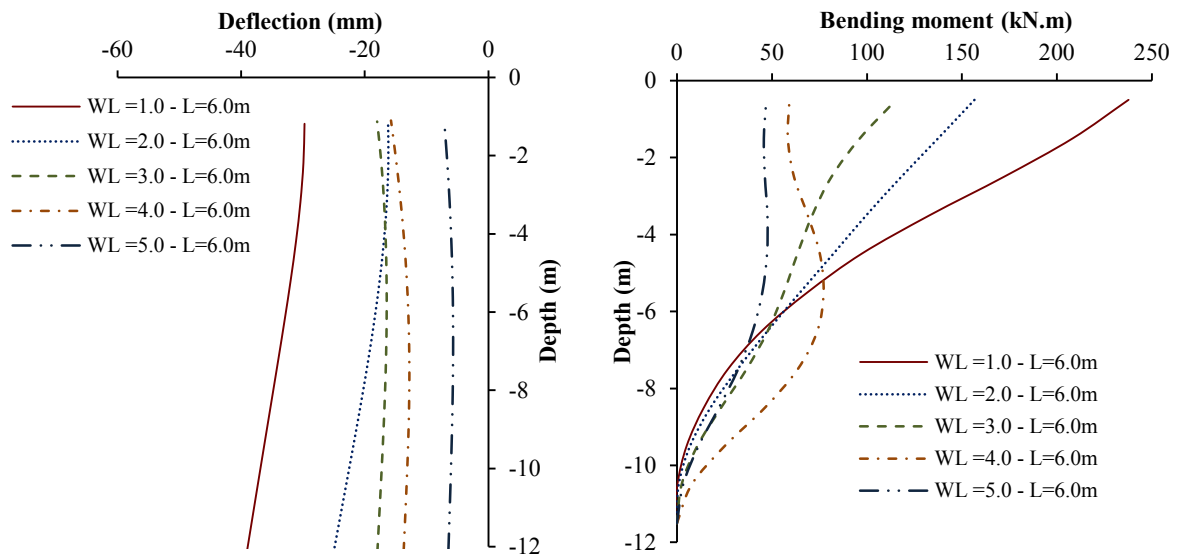 Deflection (mm)
-60 -40 -20 0
0
-2
-4
-6
-8
-10
-12
Depth (m)
WL =1.0 - L=6.0m
WL =2.0 - L=6.0m
WL =3.0 - L=6.0m
WL =4.0 - L=6.0m
WL =5.0 - L=6.0m
Bending moment (kN.m)
0 50 100 150 200 250
0
-2
-4
-6
-8
-10
-12
Depth (m)
WL =1.0 - L=6.0m
WL =2.0 - L=6.0m
WL =3.0 - L=6.0m
WL =4.0 - L=6.0m
WL =5.0 - L=6.0m